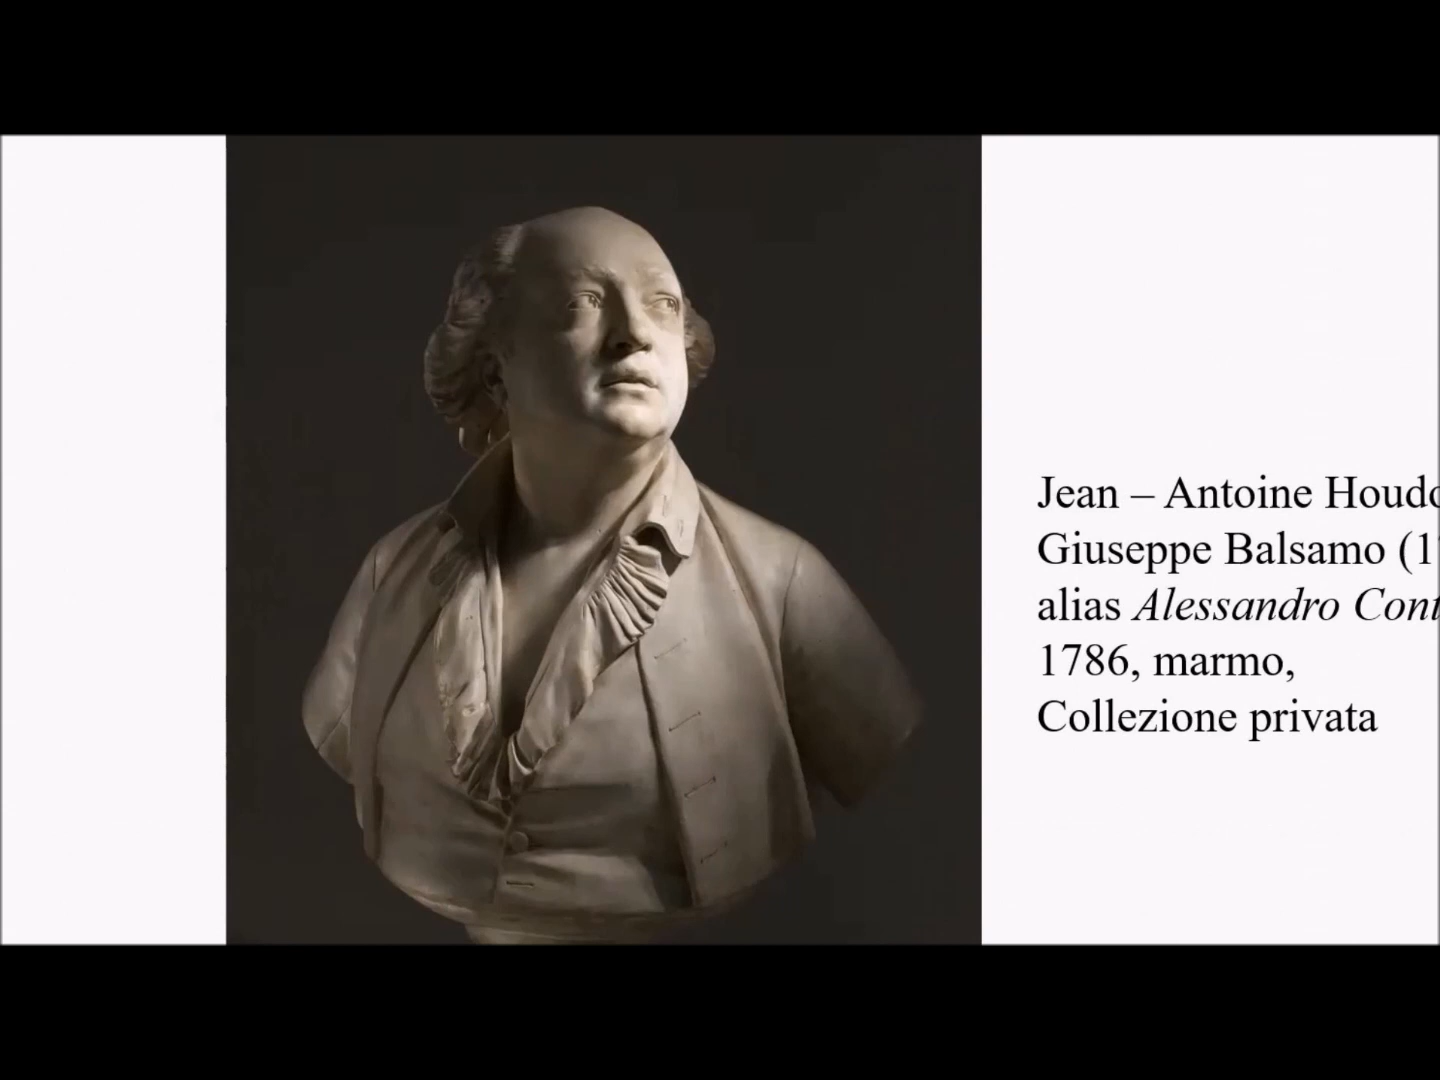 Jean – Antoine Houdo
Giuseppe Balsamo (1
alias Alessandro Cont
1786, marmo,
Collezione privata